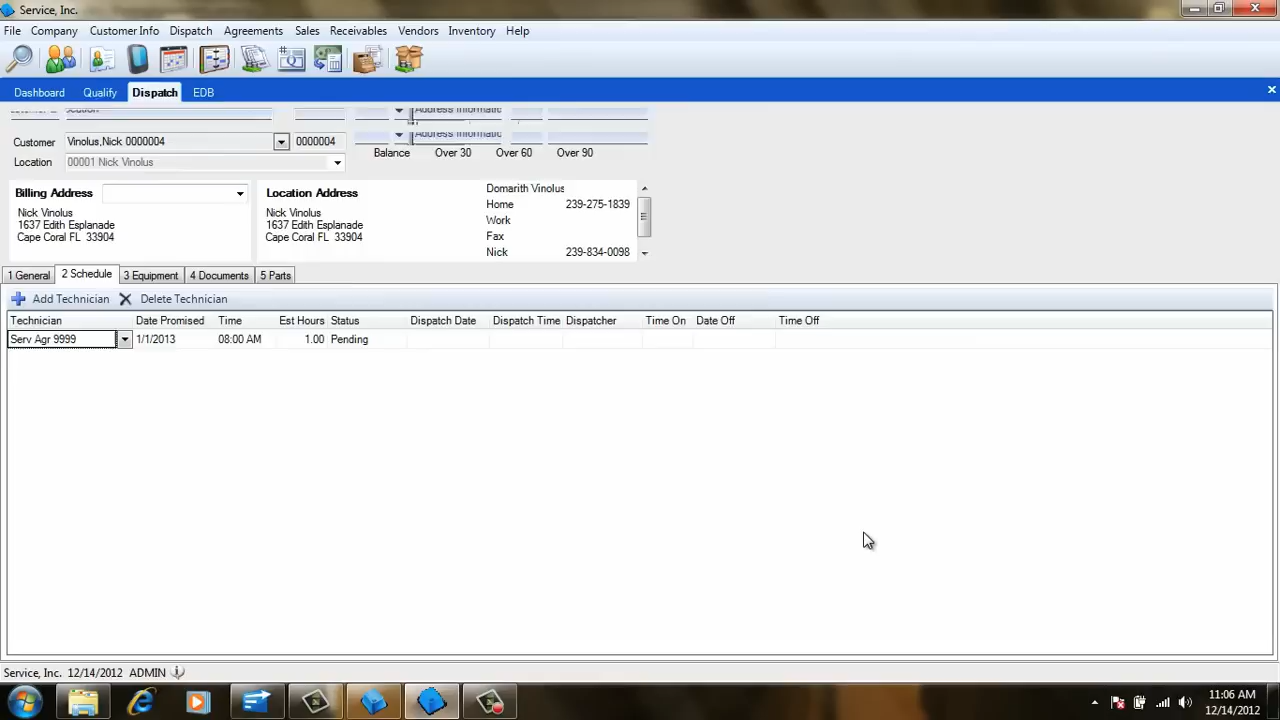 Service, Inc.
File Company Customer Info Dispatch Agreements Sales Receivables Vendors Inventory Help
Dashboard Qualify Dispatch EDB
Address Informatic
Address Informatic
Customer Vinolus,Nick 0000004 0000004
Balance Over 30 Over 60 Over 90
Location 00001 Nick Vinolus
Billing Address
Nick Vinolus
1637 Edith Esplanade
Cape Coral FL 33904
Location Address
Nick Vinolus
1637 Edith Esplanade
Cape Coral FL 33904
Domarith Vinolus
Home 239-275-1839
Work
Fax
Nick 239-834-0098
1 General 2 Schedule 3 Equipment 4 Documents 5 Parts
Add Technician Delete Technician
Technician Date Promised Time Est Hours Status Dispatch Date Dispatch Time Dispatcher Time On Date Off Time Off
Serv Agr 9999 1/1/2013 08:00 AM 1.00 Pending
Service, Inc. 12/14/2012 ADMIN
11:06 AM
12/14/2012